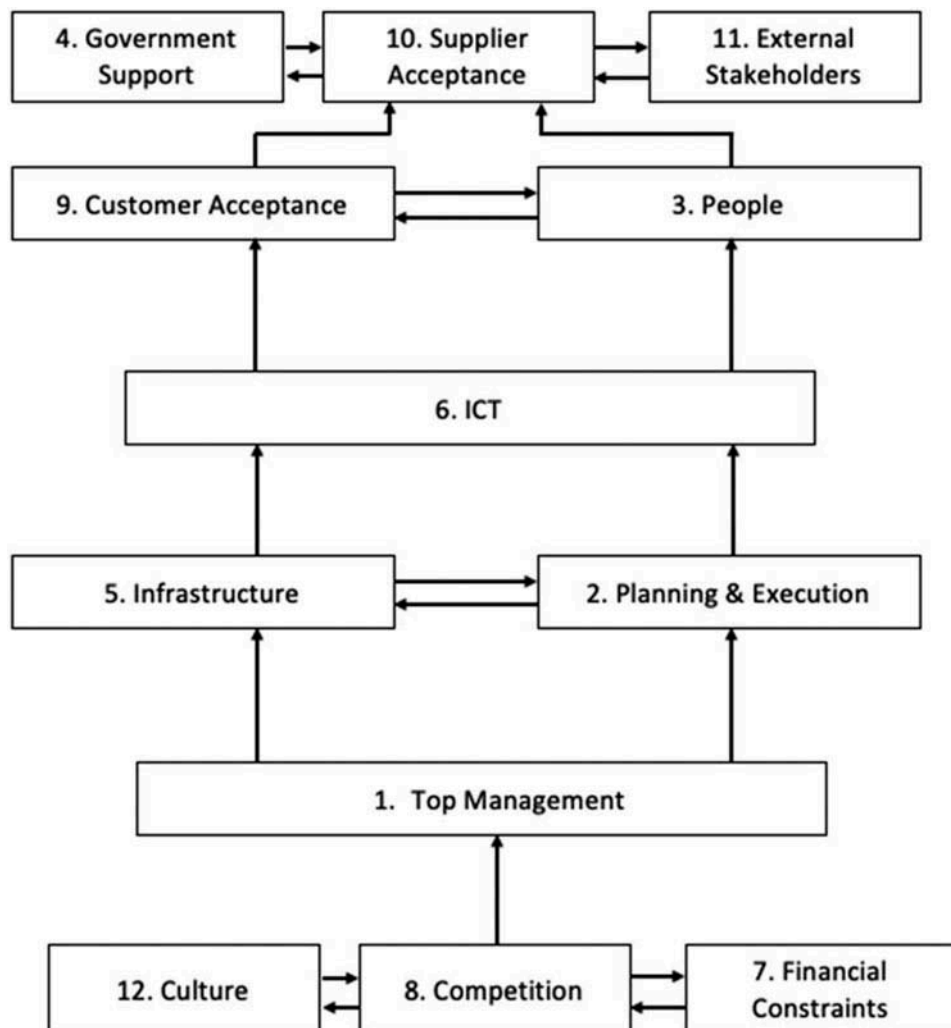 4. Government
Support
10. Supplier
Acceptance
11. External
Stakeholders
9. Customer Acceptance
3. People
6. ICT
5. Infrastructure
2. Planning & Execution
1. Top Management
12. Culture
8. Competition
7. Financial
Constraints